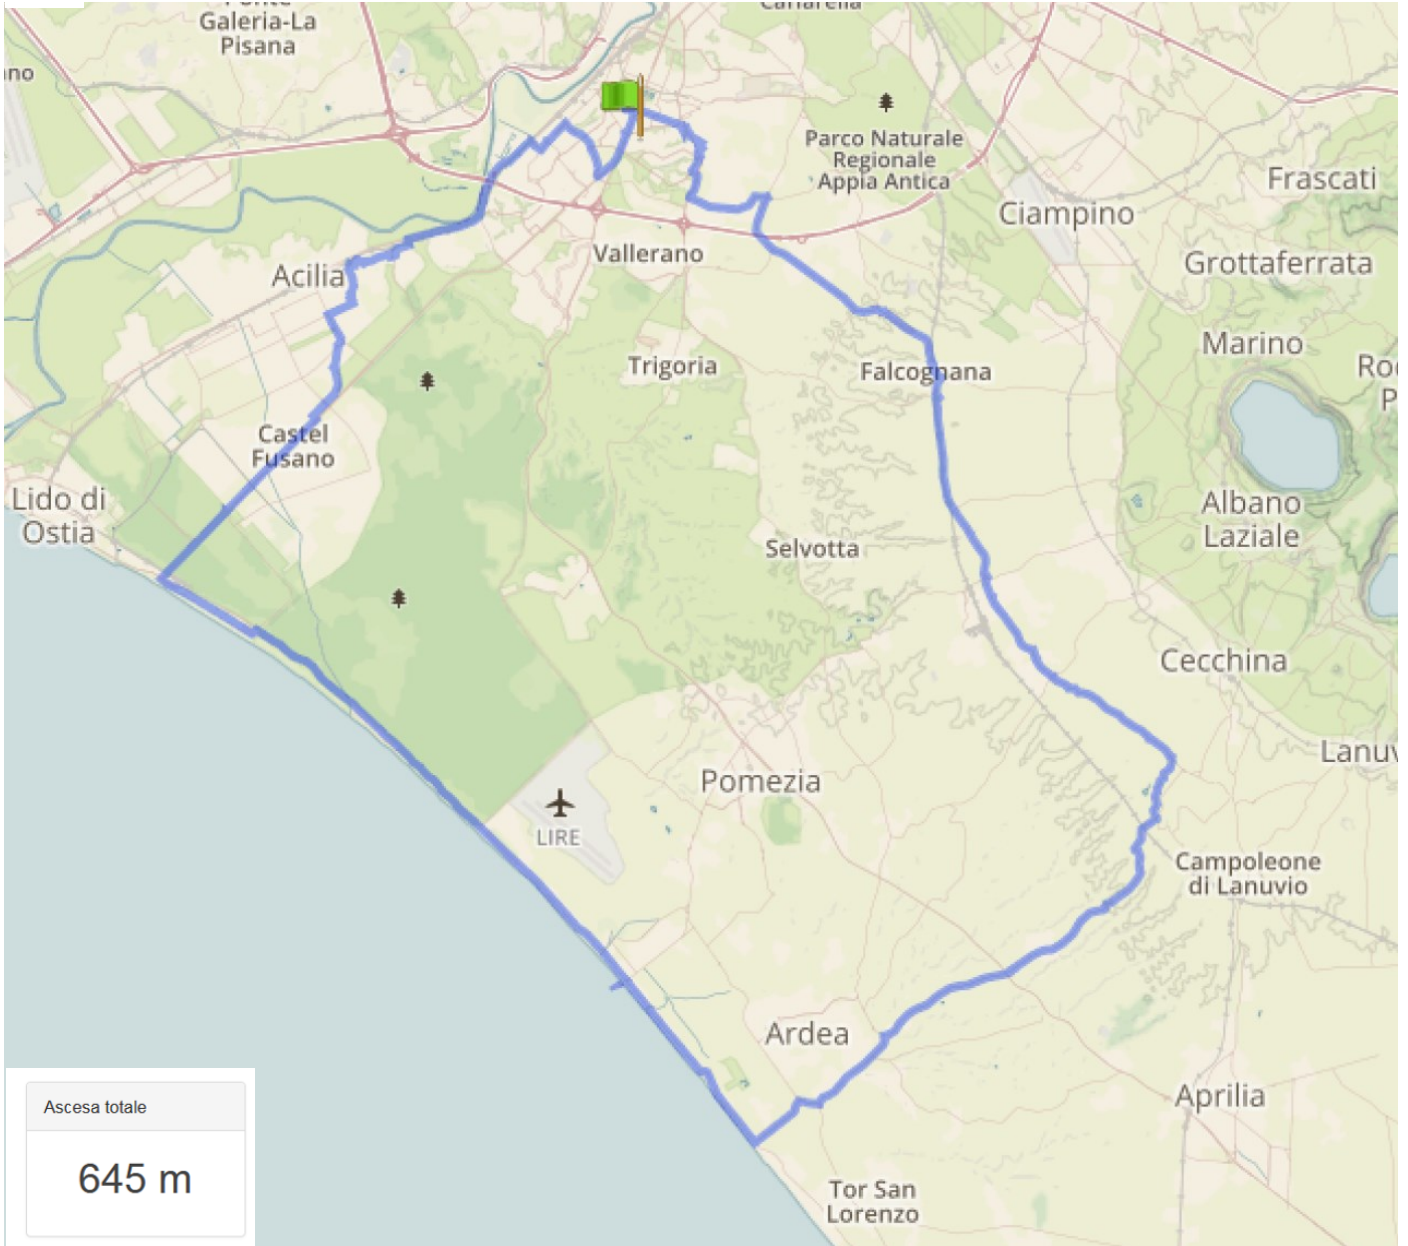 Galeria-La
Pisana
Parco Naturale
Regionale
Appia Antica
Frascati
Ciampino
Vallerano
Grottaferrata
Acilia
Marino
Trigoria
Falcognana
Castel
Fusano
Lido di
Ostia
Albano
Laziale
Selvotta
Cecchina
Pomezia
LIRE
Campoleone
di Lanuvio
Ardea
Aprilia
Tor San
Lorenzo
Ascesa totale
645 m